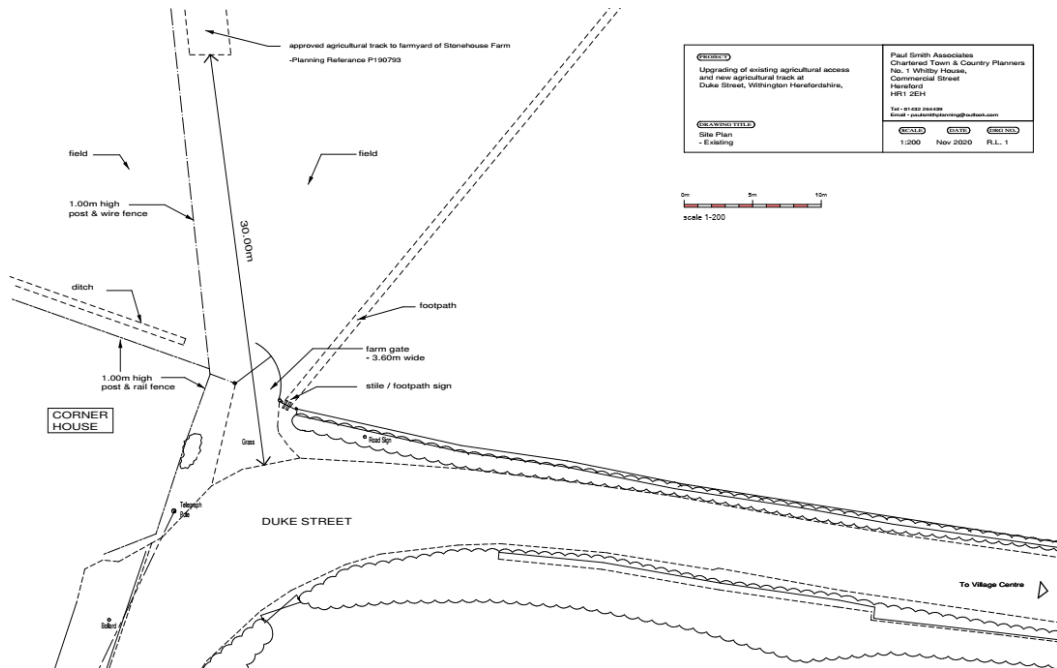 approved agricultural track to farmyard of Stonehouse Farm
-Planning Referance P190793
PROJECT
Upgrading of existing agricultural access
and new agricultural track at
Duke Street, Withington Herefordshire,
DRAWING TITLE
Site Plan
- Existing
Paul Smith Associates
Chartered Town & Country Planners
No. 1 Whitby House,
Commercial Street
Hereford
HR1 2EH
Email - paulsmithplanning@outlook.com
SCALE DATE DRG NO.
1:200 Nov 2020 R.L. 1
0m 5m 10m
scale 1-200
field
field
1.00m high
post & wire fence
30.00m
ditch
footpath
farm gate
- 3.60m wide
1.00m high
post & rail fence
stile / footpath sign
CORNER
HOUSE
Grass
Road Sign
Telegraph
Pole
DUKE STREET
To Village Centre
Bollard